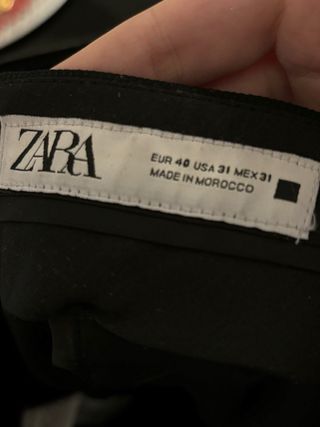 ZARA
EUR 40 USA 31 MEX 31
MADE IN MOROCCO